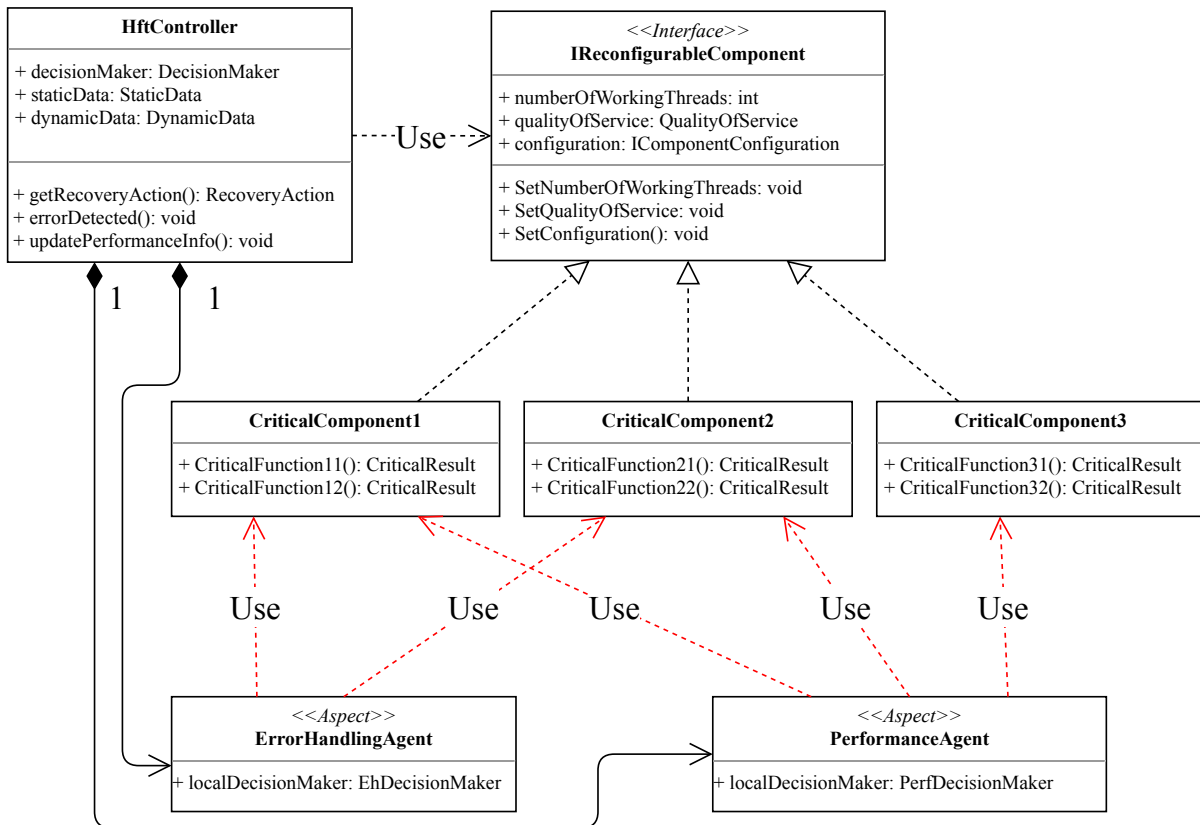 HftController
+ decisionMaker: DecisionMaker
+ staticData: StaticData
+ dynamicData: DynamicData
+ getRecoveryAction(): RecoveryAction
+ errorDetected(): void
+ updatePerformanceInfo(): void
Use
<<Interface>>
IReconfigurableComponent
+ numberOfWorkingThreads: int
+ qualityOfService: QualityOfService
+ configuration: IComponentConfiguration
+ SetNumberOfWorkingThreads: void
+ SetQualityOfService: void
+ SetConfiguration(): void
1
1
CriticalComponent1
+ CriticalFunction11(): CriticalResult
+ CriticalFunction12(): CriticalResult
CriticalComponent2
+ CriticalFunction21(): CriticalResult
+ CriticalFunction22(): CriticalResult
CriticalComponent3
+ CriticalFunction31(): CriticalResult
+ CriticalFunction32(): CriticalResult
Use
Use
Use
Use
Use
<<Aspect>>
ErrorHandlingAgent
+ localDecisionMaker: EhDecisionMaker
<<Aspect>>
PerformanceAgent
+ localDecisionMaker: PerfDecisionMaker